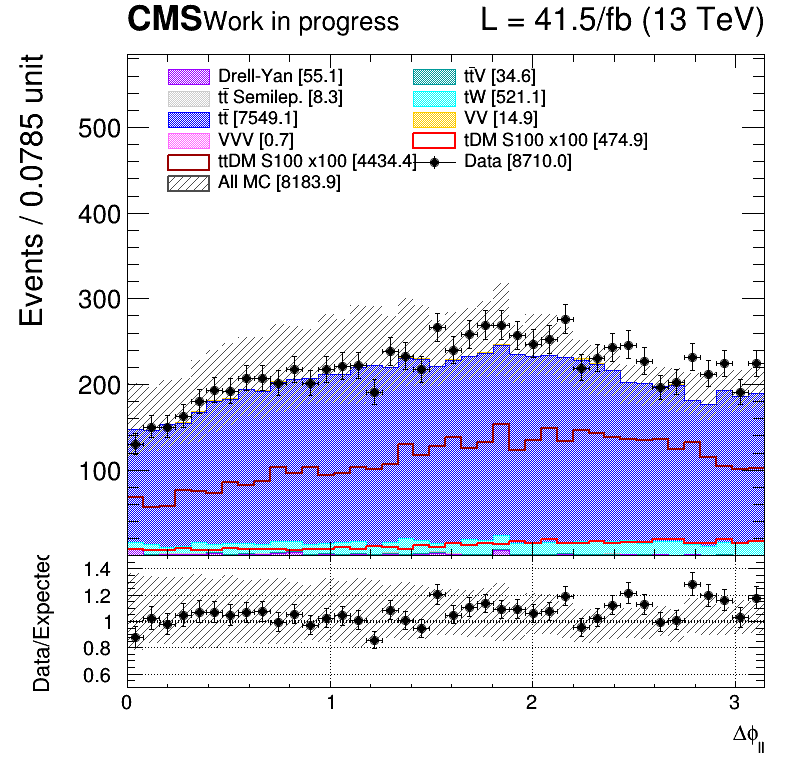 CMS Work in progress L = 41.5/fb (13 TeV)
Drell-Yan [55.1] tt̄V [34.6]
tt̄ Semilep. [8.3] tW [521.1]
tt̄ [7549.1] VV [14.9]
VVV [0.7] tDM S100 x100 [474.9]
ttDM S100 x100 [4434.4] Data [8710.0]
All MC [8183.9]
Events / 0.0785 unit
500
400
300
200
100
Data/Expected
1.4
1.2
1
0.8
0.6
0 1 2 3
Δϕll